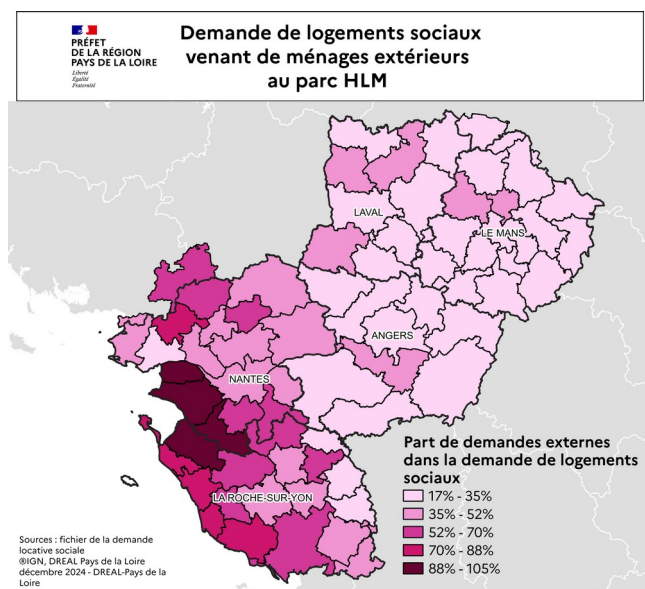 PRÉFET
DE LA RÉGION
PAYS DE LA LOIRE
Liberté
Égalité
Fraternité
Demande de logements sociaux
venant de ménages extérieurs
au parc HLM
LAVAL
LE MANS
ANGERS
NANTES
LA ROCHE-SUR-YON
Part de demandes externes
dans la demande de logements
sociaux
17% - 35%
35% - 52%
52% - 70%
70% - 88%
88% - 105%
Sources : fichier de la demande
locative sociale
®IGN, DREAL Pays de la Loire
décembre 2024 - DREAL-Pays de la
Loire